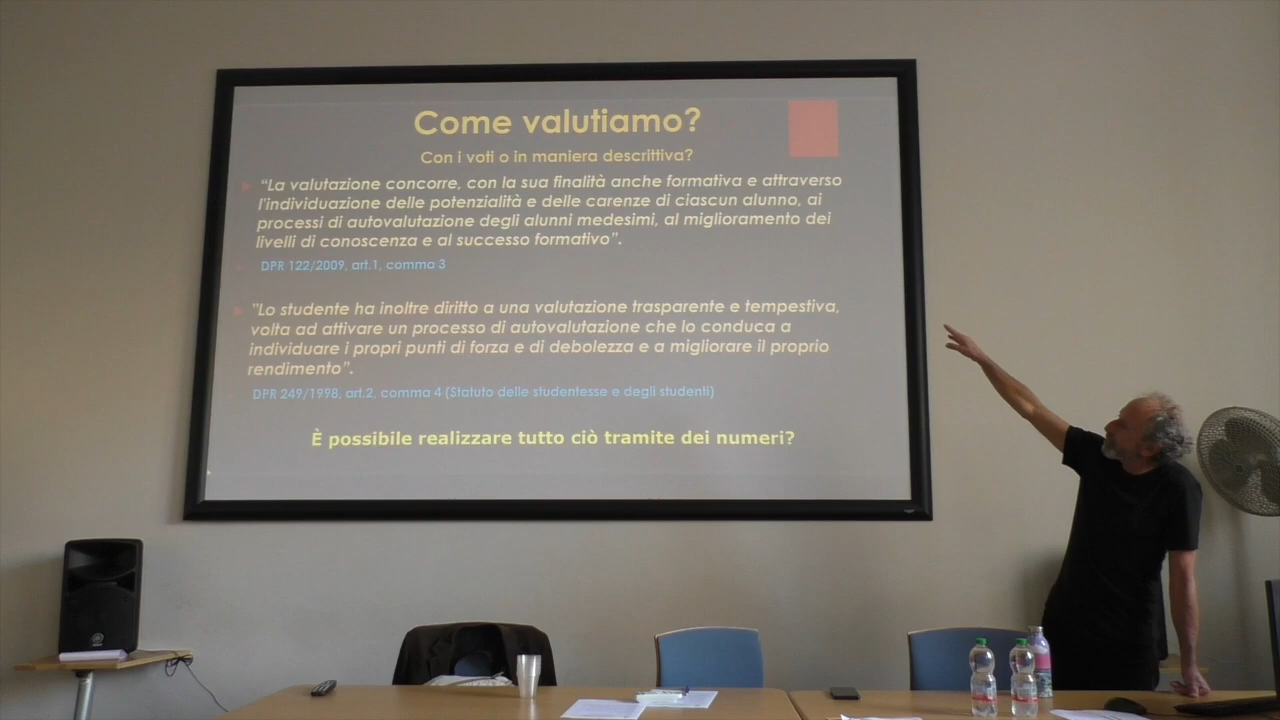 Come valutiamo?
Con i voti o in maniera descrittiva?
“La valutazione concorre, con la sua finalità anche formativa e attraverso
l'individuazione delle potenzialità e delle carenze di ciascun alunno, ai
processi di autovalutazione degli alunni medesimi, al miglioramento dei
livelli di conoscenza e al successo formativo”.
DPR 122/2009, art.1, comma 3
"Lo studente ha inoltre diritto a una valutazione trasparente e tempestiva,
volta ad attivare un processo di autovalutazione che lo conduca a
individuare i propri punti di forza e di debolezza e a migliorare il proprio
rendimento”.
DPR 249/1998, art.2, comma 4 (Statuto delle studentesse e degli studenti)
È possibile realizzare tutto ciò tramite dei numeri?